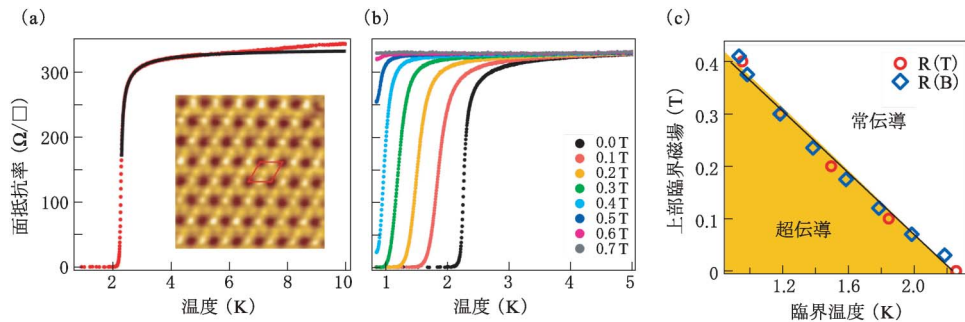 (a)
面抵抗率 (Ω/□)
300
200
100
0
2
4
6
8
10
温度 (K)
(b)
0.0 T
0.1 T
0.2 T
0.3 T
0.4 T
0.5 T
0.6 T
0.7 T
1
2
3
4
5
温度 (K)
(c)
上部臨界磁場 (T)
0.4
0.2
0.1
0
R(T)
R(B)
常伝導
超伝導
1.2
1.6
2.0
臨界温度 (K)